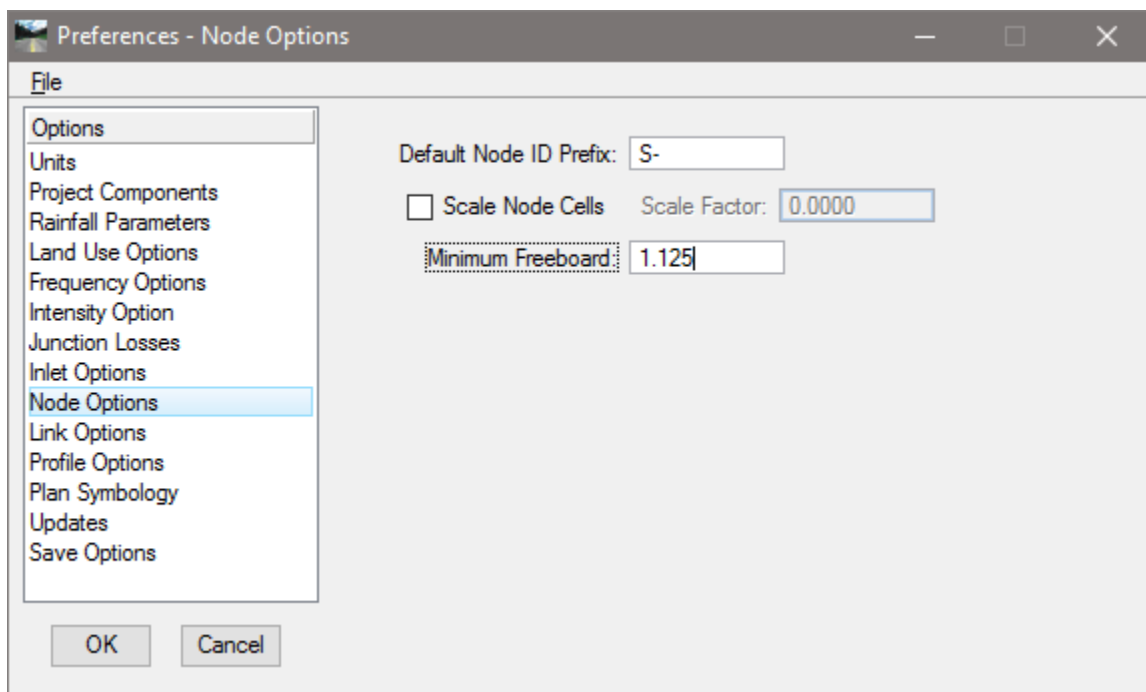 Preferences - Node Options
File
Options
Units
Project Components
Rainfall Parameters
Land Use Options
Frequency Options
Intensity Option
Junction Losses
Inlet Options
Node Options
Link Options
Profile Options
Plan Symbology
Updates
Save Options
Default Node ID Prefix: S-
Scale Node Cells Scale Factor: 0.0000
Minimum Freeboard: 1.125
OK Cancel